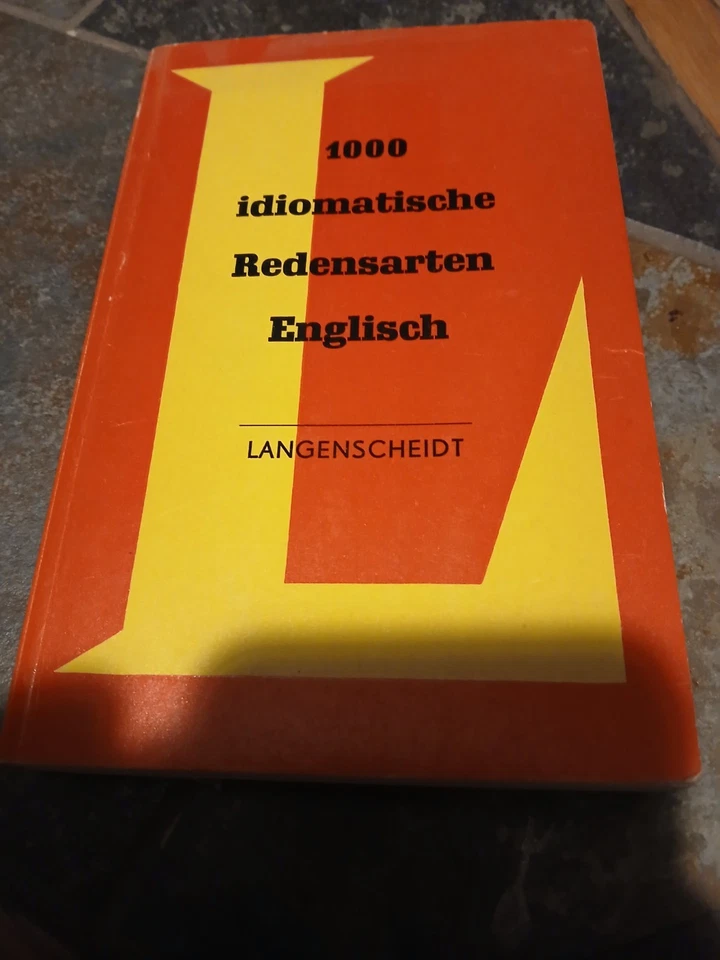 1000
idiomatische
Redensarten
Englisch
LANGENSCHEIDT